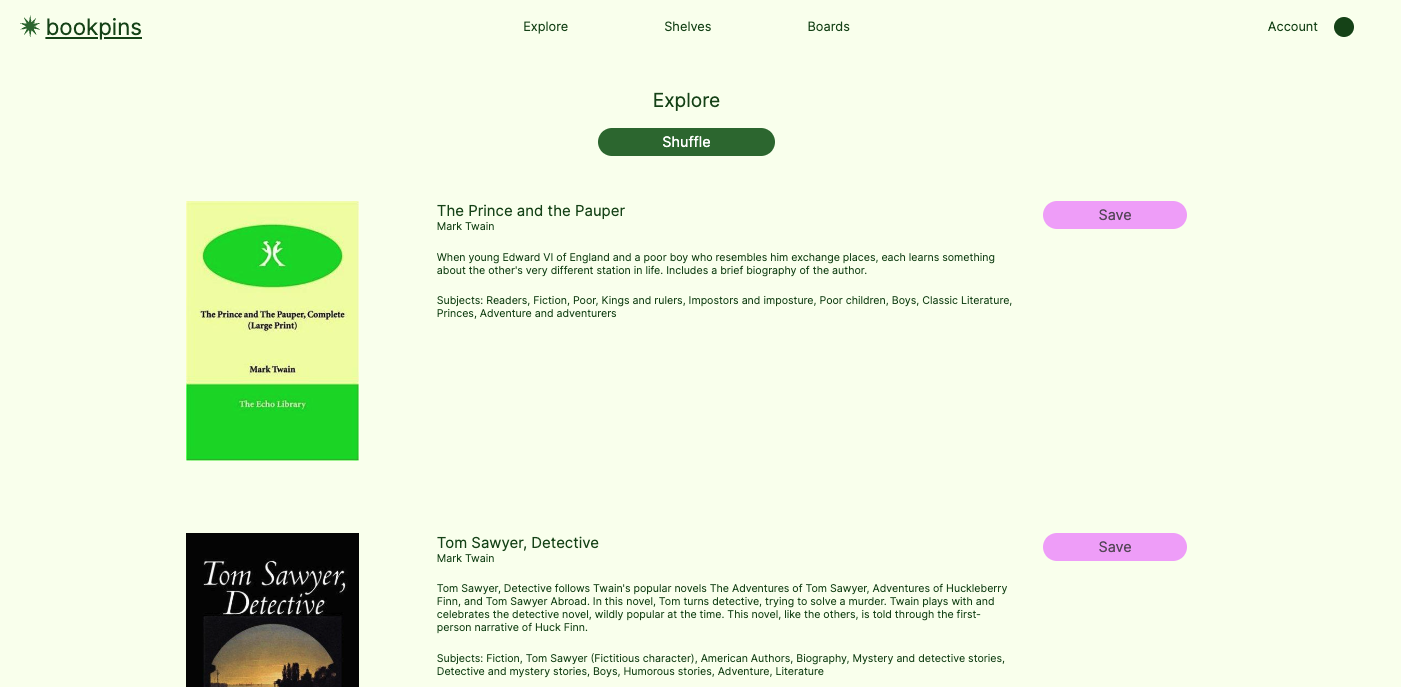 bookpins
Explore
Shelves
Boards
Account
Explore
Shuffle
The Prince and The Pauper, Complete
(Large Print)
Mark Twain
The Echo Library
The Prince and the Pauper
Mark Twain
When young Edward VI of England and a poor boy who resembles him exchange places, each learns something
about the other's very different station in life. Includes a brief biography of the author.
Subjects: Readers, Fiction, Poor, Kings and rulers, Impostors and imposture, Poor children, Boys, Classic Literature,
Princes, Adventure and adventurers
Save
Tom Sawyer,
Detective
Tom Sawyer, Detective
Mark Twain
Tom Sawyer, Detective follows Twain's popular novels The Adventures of Tom Sawyer, Adventures of Huckleberry
Finn, and Tom Sawyer Abroad. In this novel, Tom turns detective, trying to solve a murder. Twain plays with and
celebrates the detective novel, wildly popular at the time. This novel, like the others, is told through the first-
person narrative of Huck Finn.
Subjects: Fiction, Tom Sawyer (Fictitious character), American Authors, Biography, Mystery and detective stories,
Detective and mystery stories, Boys, Humorous stories, Adventure, Literature
Save